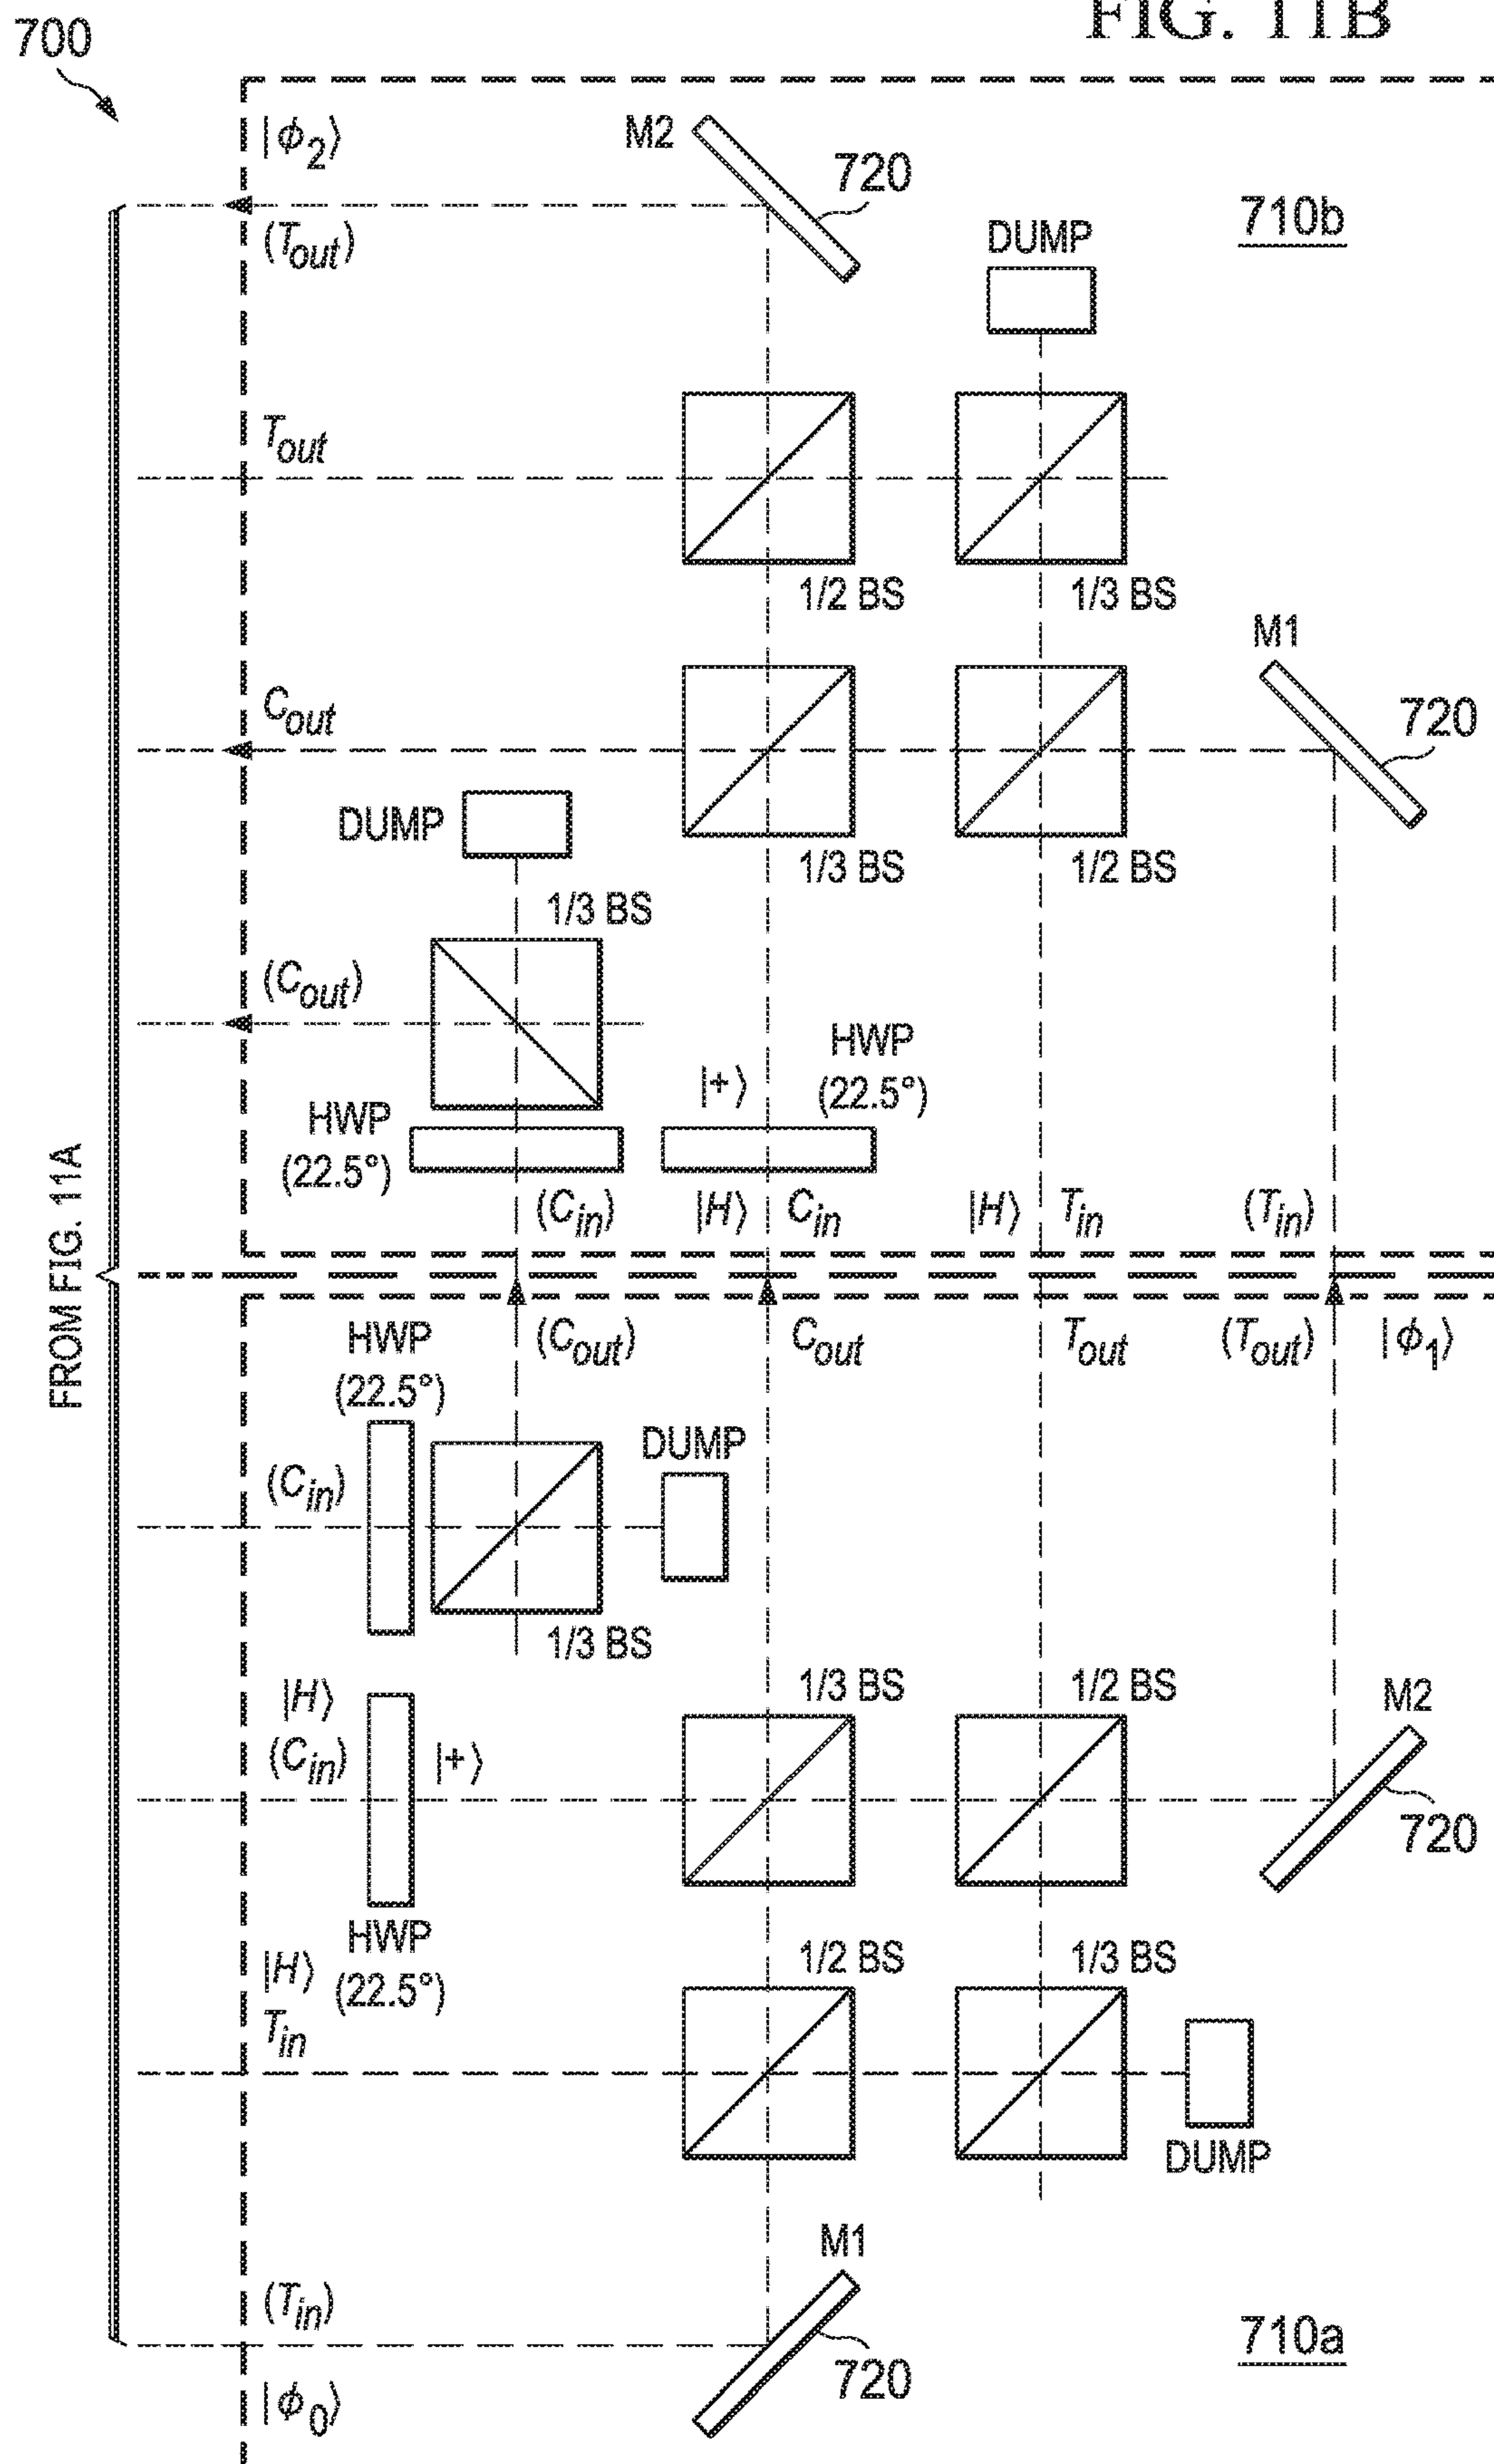 FIG. 11B
700
|ϕ2⟩
M2
720
710b
(Tout)
DUMP
Tout
1/2 BS
1/3 BS
M1
720
Cout
DUMP
1/3 BS
1/2 BS
1/3 BS
(Cout)
HWP
(22.5°)
|+⟩
HWP
(22.5°)
(Cin)
|H⟩
Cin
|H⟩
Tin
(Tin)
FROM FIG. 11A
(Cout)
Cout
Tout
(Tout)
|ϕ1⟩
HWP
(22.5°)
DUMP
(Cin)
1/3 BS
1/3 BS
1/2 BS
M2
|H⟩
(Cin)
|+⟩
720
HWP
(22.5°)
1/2 BS
1/3 BS
|H⟩
Tin
DUMP
M1
(Tin)
720
710a
|ϕ0⟩